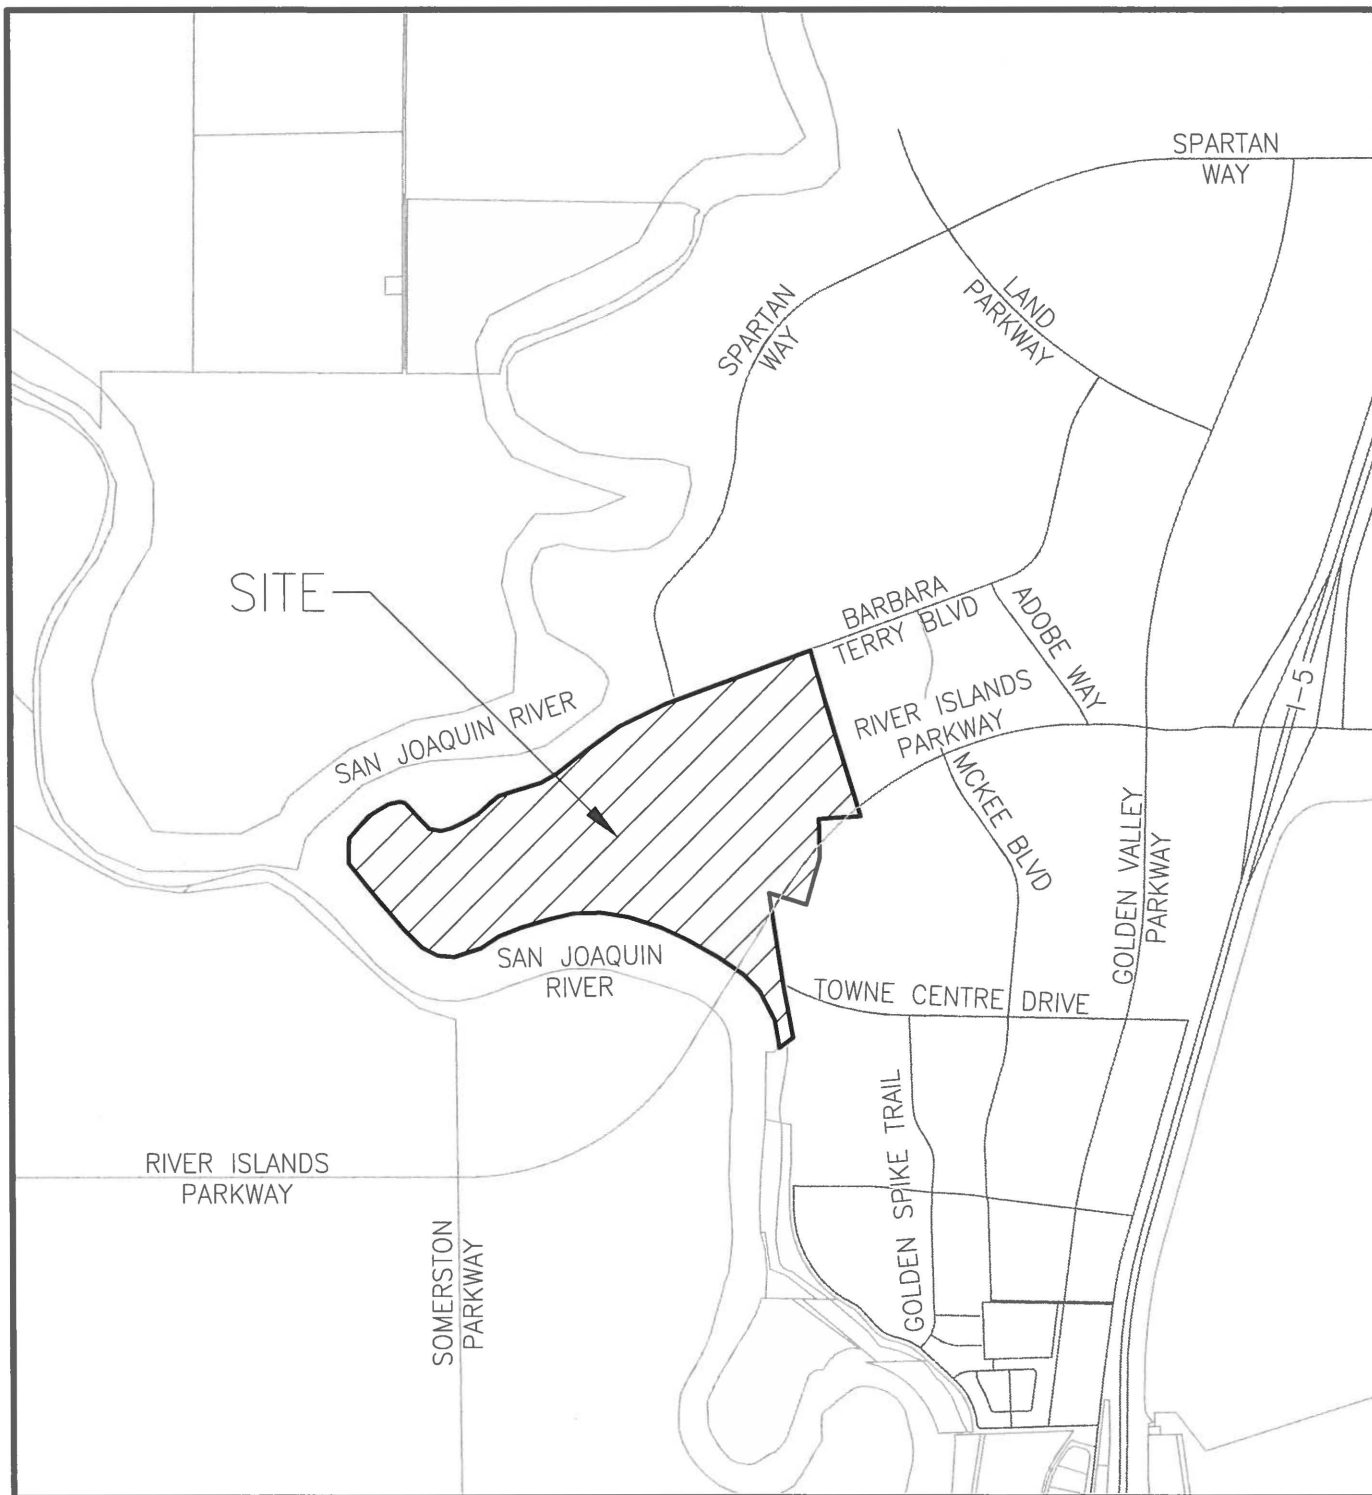 SPARTAN
WAY
LAND
PARKWAY
SPARTAN
WAY
SITE
BARBARA
TERRY BLVD
ADOBE WAY
I-5
RIVER ISLANDS
PARKWAY
SAN JOAQUIN RIVER
MCKEE BLVD
GOLDEN VALLEY
PARKWAY
SAN JOAQUIN
RIVER
TOWNE CENTRE DRIVE
GOLDEN SPIKE TRAIL
RIVER ISLANDS
PARKWAY
SOMERSTON
PARKWAY